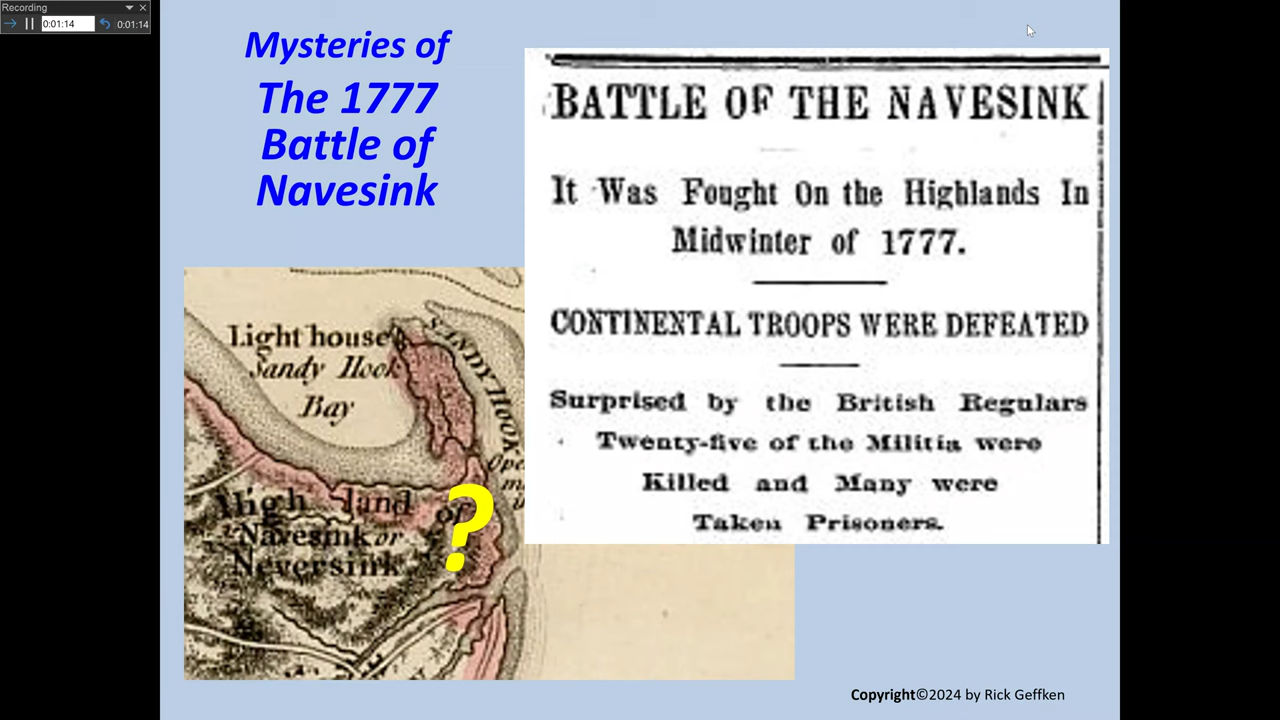 Recording
0:01:14
0:01:14
Mysteries of
The 1777
Battle of
Navesink
BATTLE OF THE NAVESINK
It Was Fought On the Highlands In
Midwinter of 1777.
CONTINENTAL TROOPS WERE DEFEATED
Surprised by the British Regulars
Twenty-five of the Militia were
Killed and Many were
Taken Prisoners.
Light house
Sandy Hook
Bay
SANDY HOOK
High land of
Navesink or
Neversink
?
Copyright©2024 by Rick Geffken